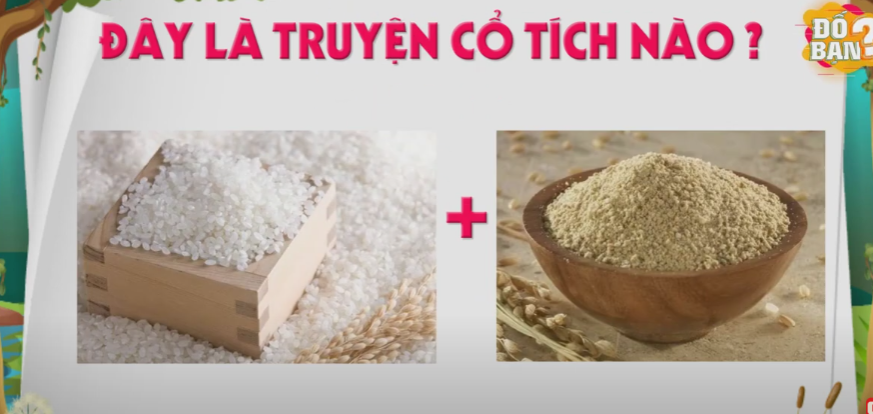 ĐÂY LÀ TRUYỆN CỔ TÍCH NÀO ?
ĐỐ
BẠN?
+